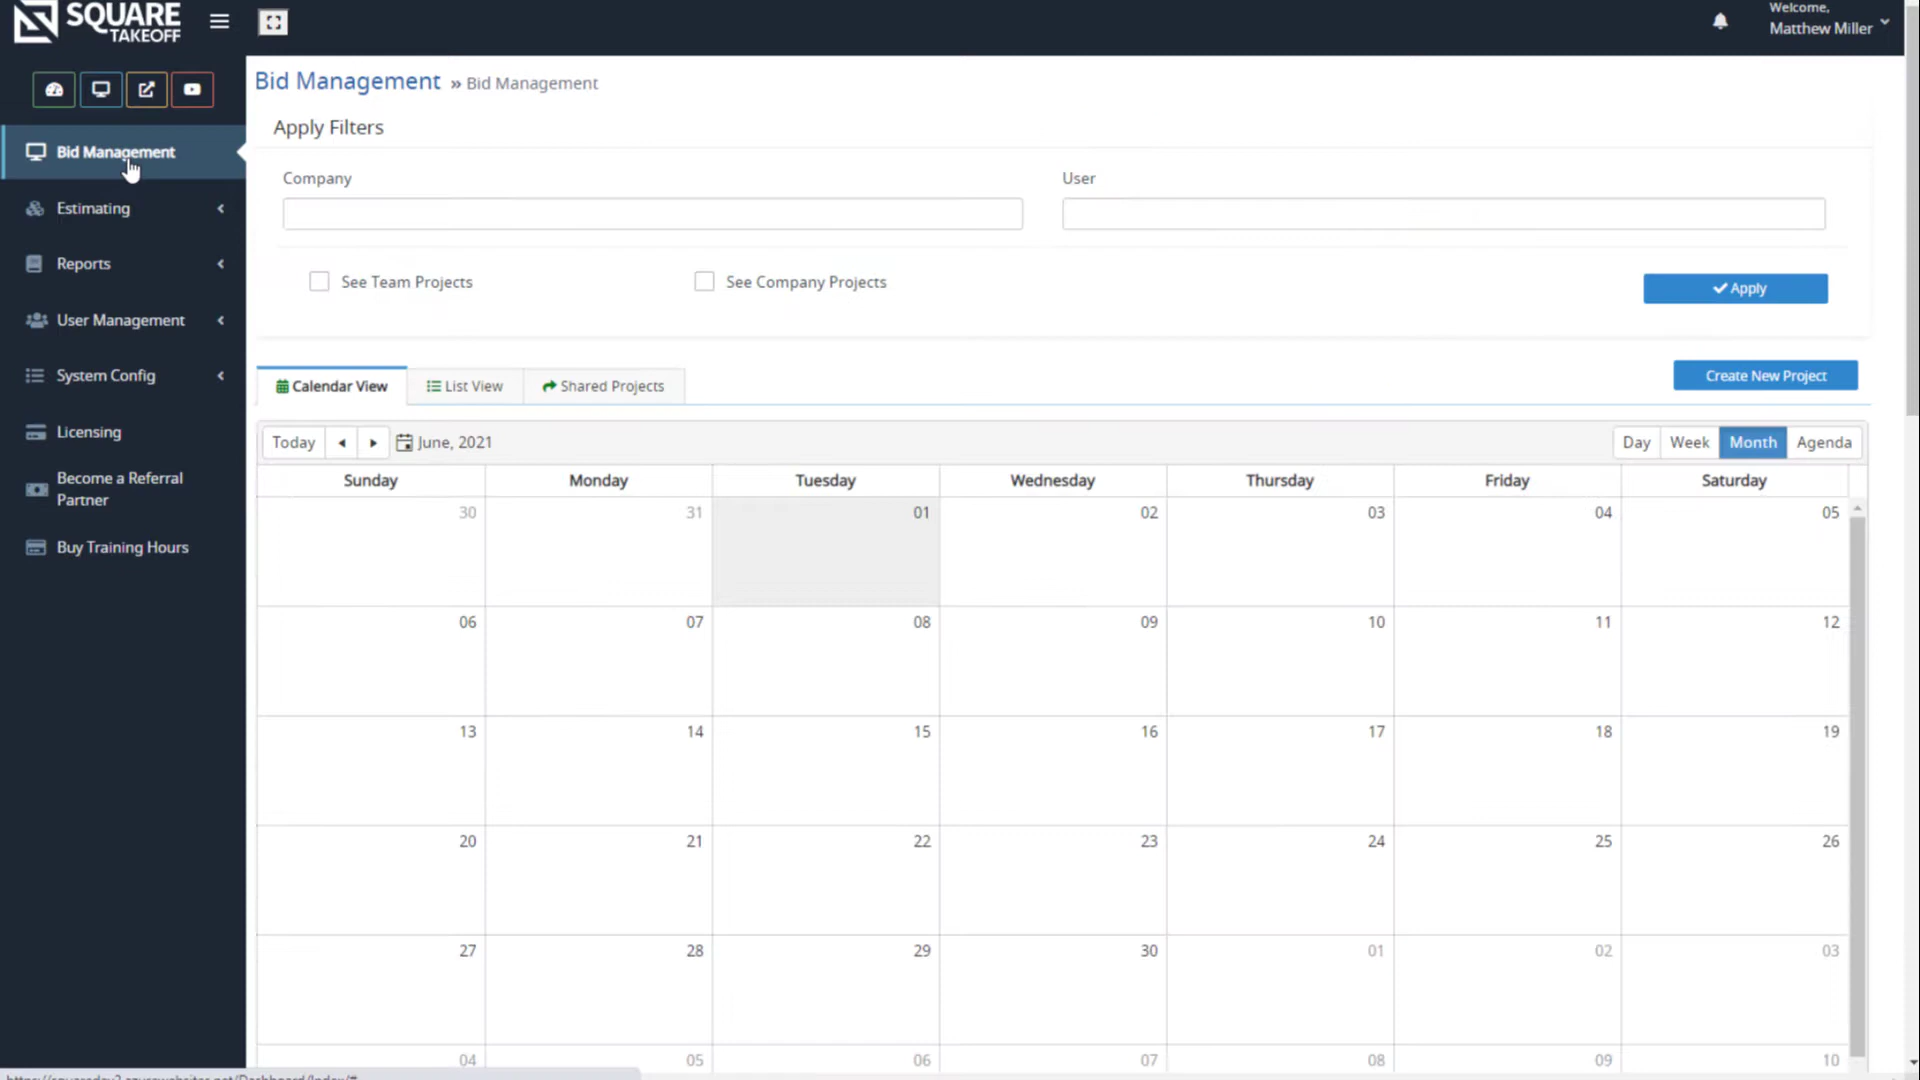 SQUARE
TAKEOFF
Welcome,
Matthew Miller
Bid Management
Estimating
Reports
User Management
System Config
Licensing
Become a Referral
Partner
Buy Training Hours
Bid Management » Bid Management
Apply Filters
Company User
See Team Projects See Company Projects Apply
Calendar View List View Shared Projects Create New Project
Today June, 2021 Day Week Month Agenda
Sunday Monday Tuesday Wednesday Thursday Friday Saturday
30 31 01 02 03 04 05
06 07 08 09 10 11 12
13 14 15 16 17 18 19
20 21 22 23 24 25 26
27 28 29 30 01 02 03
04 05 06 07 08 09 10